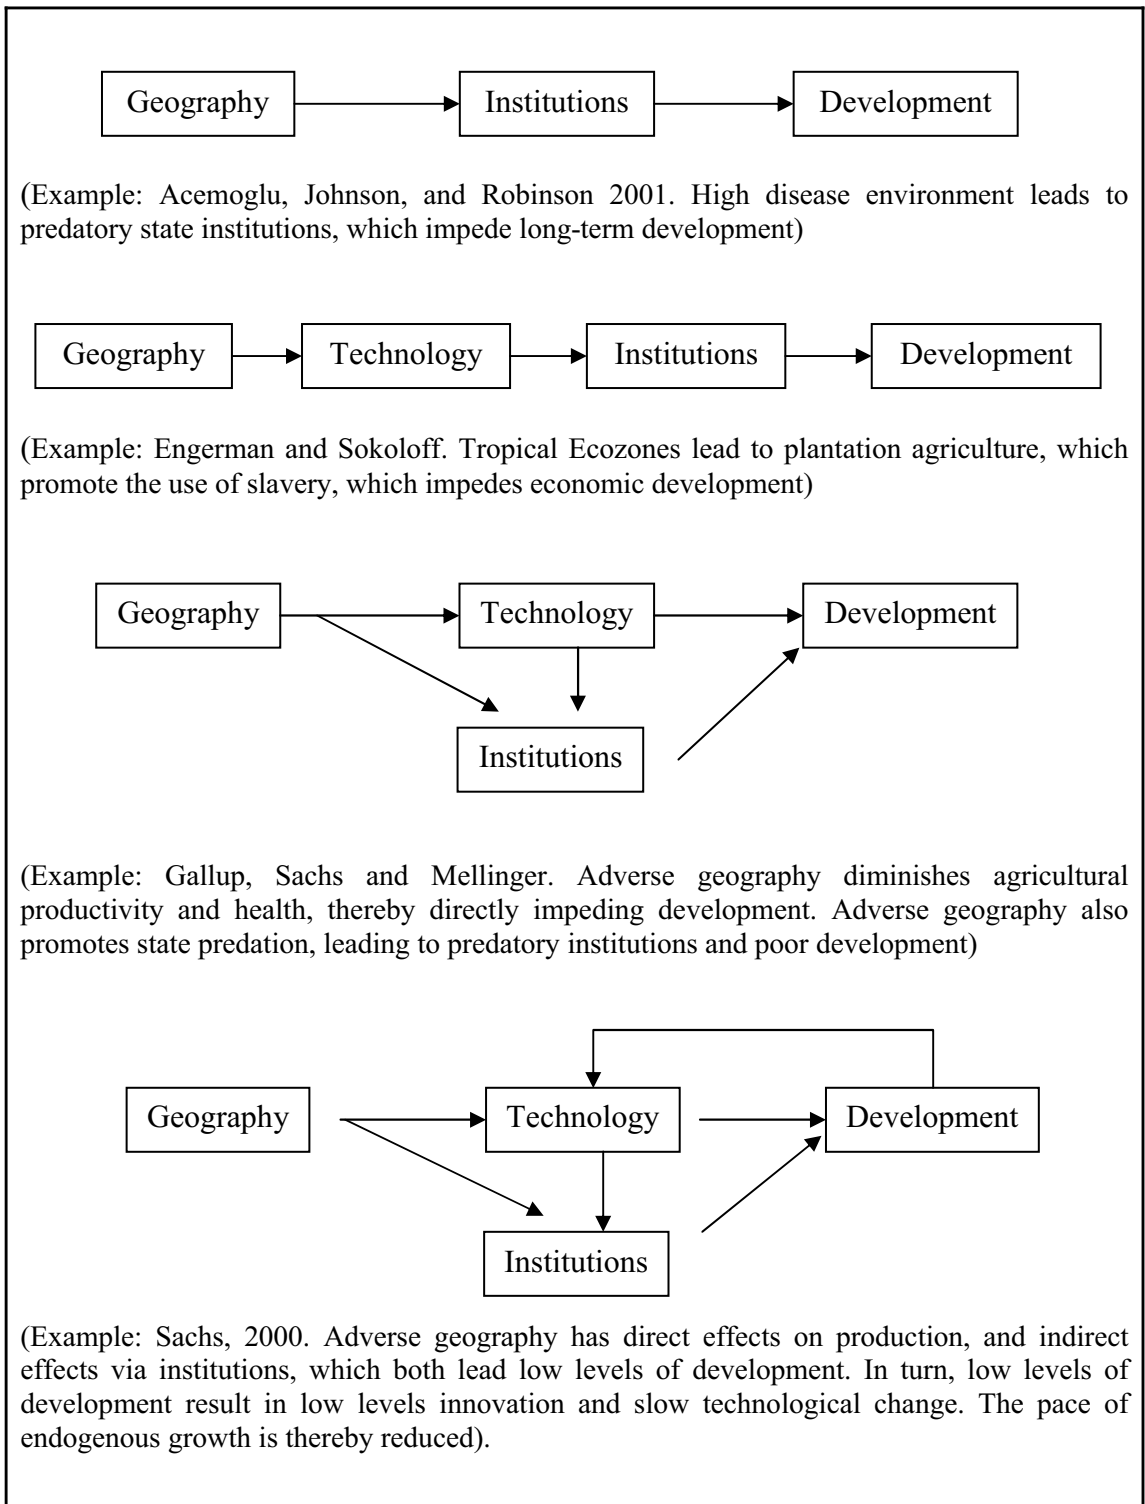 Geography Institutions Development
(Example: Acemoglu, Johnson, and Robinson 2001. High disease environment leads to
predatory state institutions, which impede long-term development)
Geography Technology Institutions Development
(Example: Engerman and Sokoloff. Tropical Ecozones lead to plantation agriculture, which
promote the use of slavery, which impedes economic development)
Geography Technology Development
Institutions
(Example: Gallup, Sachs and Mellinger. Adverse geography diminishes agricultural
productivity and health, thereby directly impeding development. Adverse geography also
promotes state predation, leading to predatory institutions and poor development)
Geography Technology Development
Institutions
(Example: Sachs, 2000. Adverse geography has direct effects on production, and indirect
effects via institutions, which both lead low levels of development. In turn, low levels of
development result in low levels innovation and slow technological change. The pace of
endogenous growth is thereby reduced).